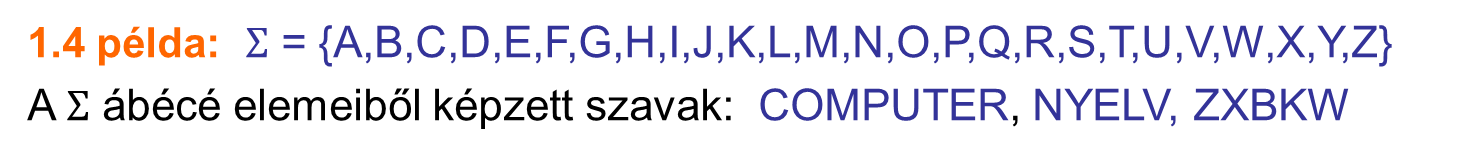 1.4 példa: Σ = {A,B,C,D,E,F,G,H,I,J,K,L,M,N,O,P,Q,R,S,T,U,V,W,X,Y,Z}
A Σ ábécé elemeiből képzett szavak: COMPUTER, NYELV, ZXBKW